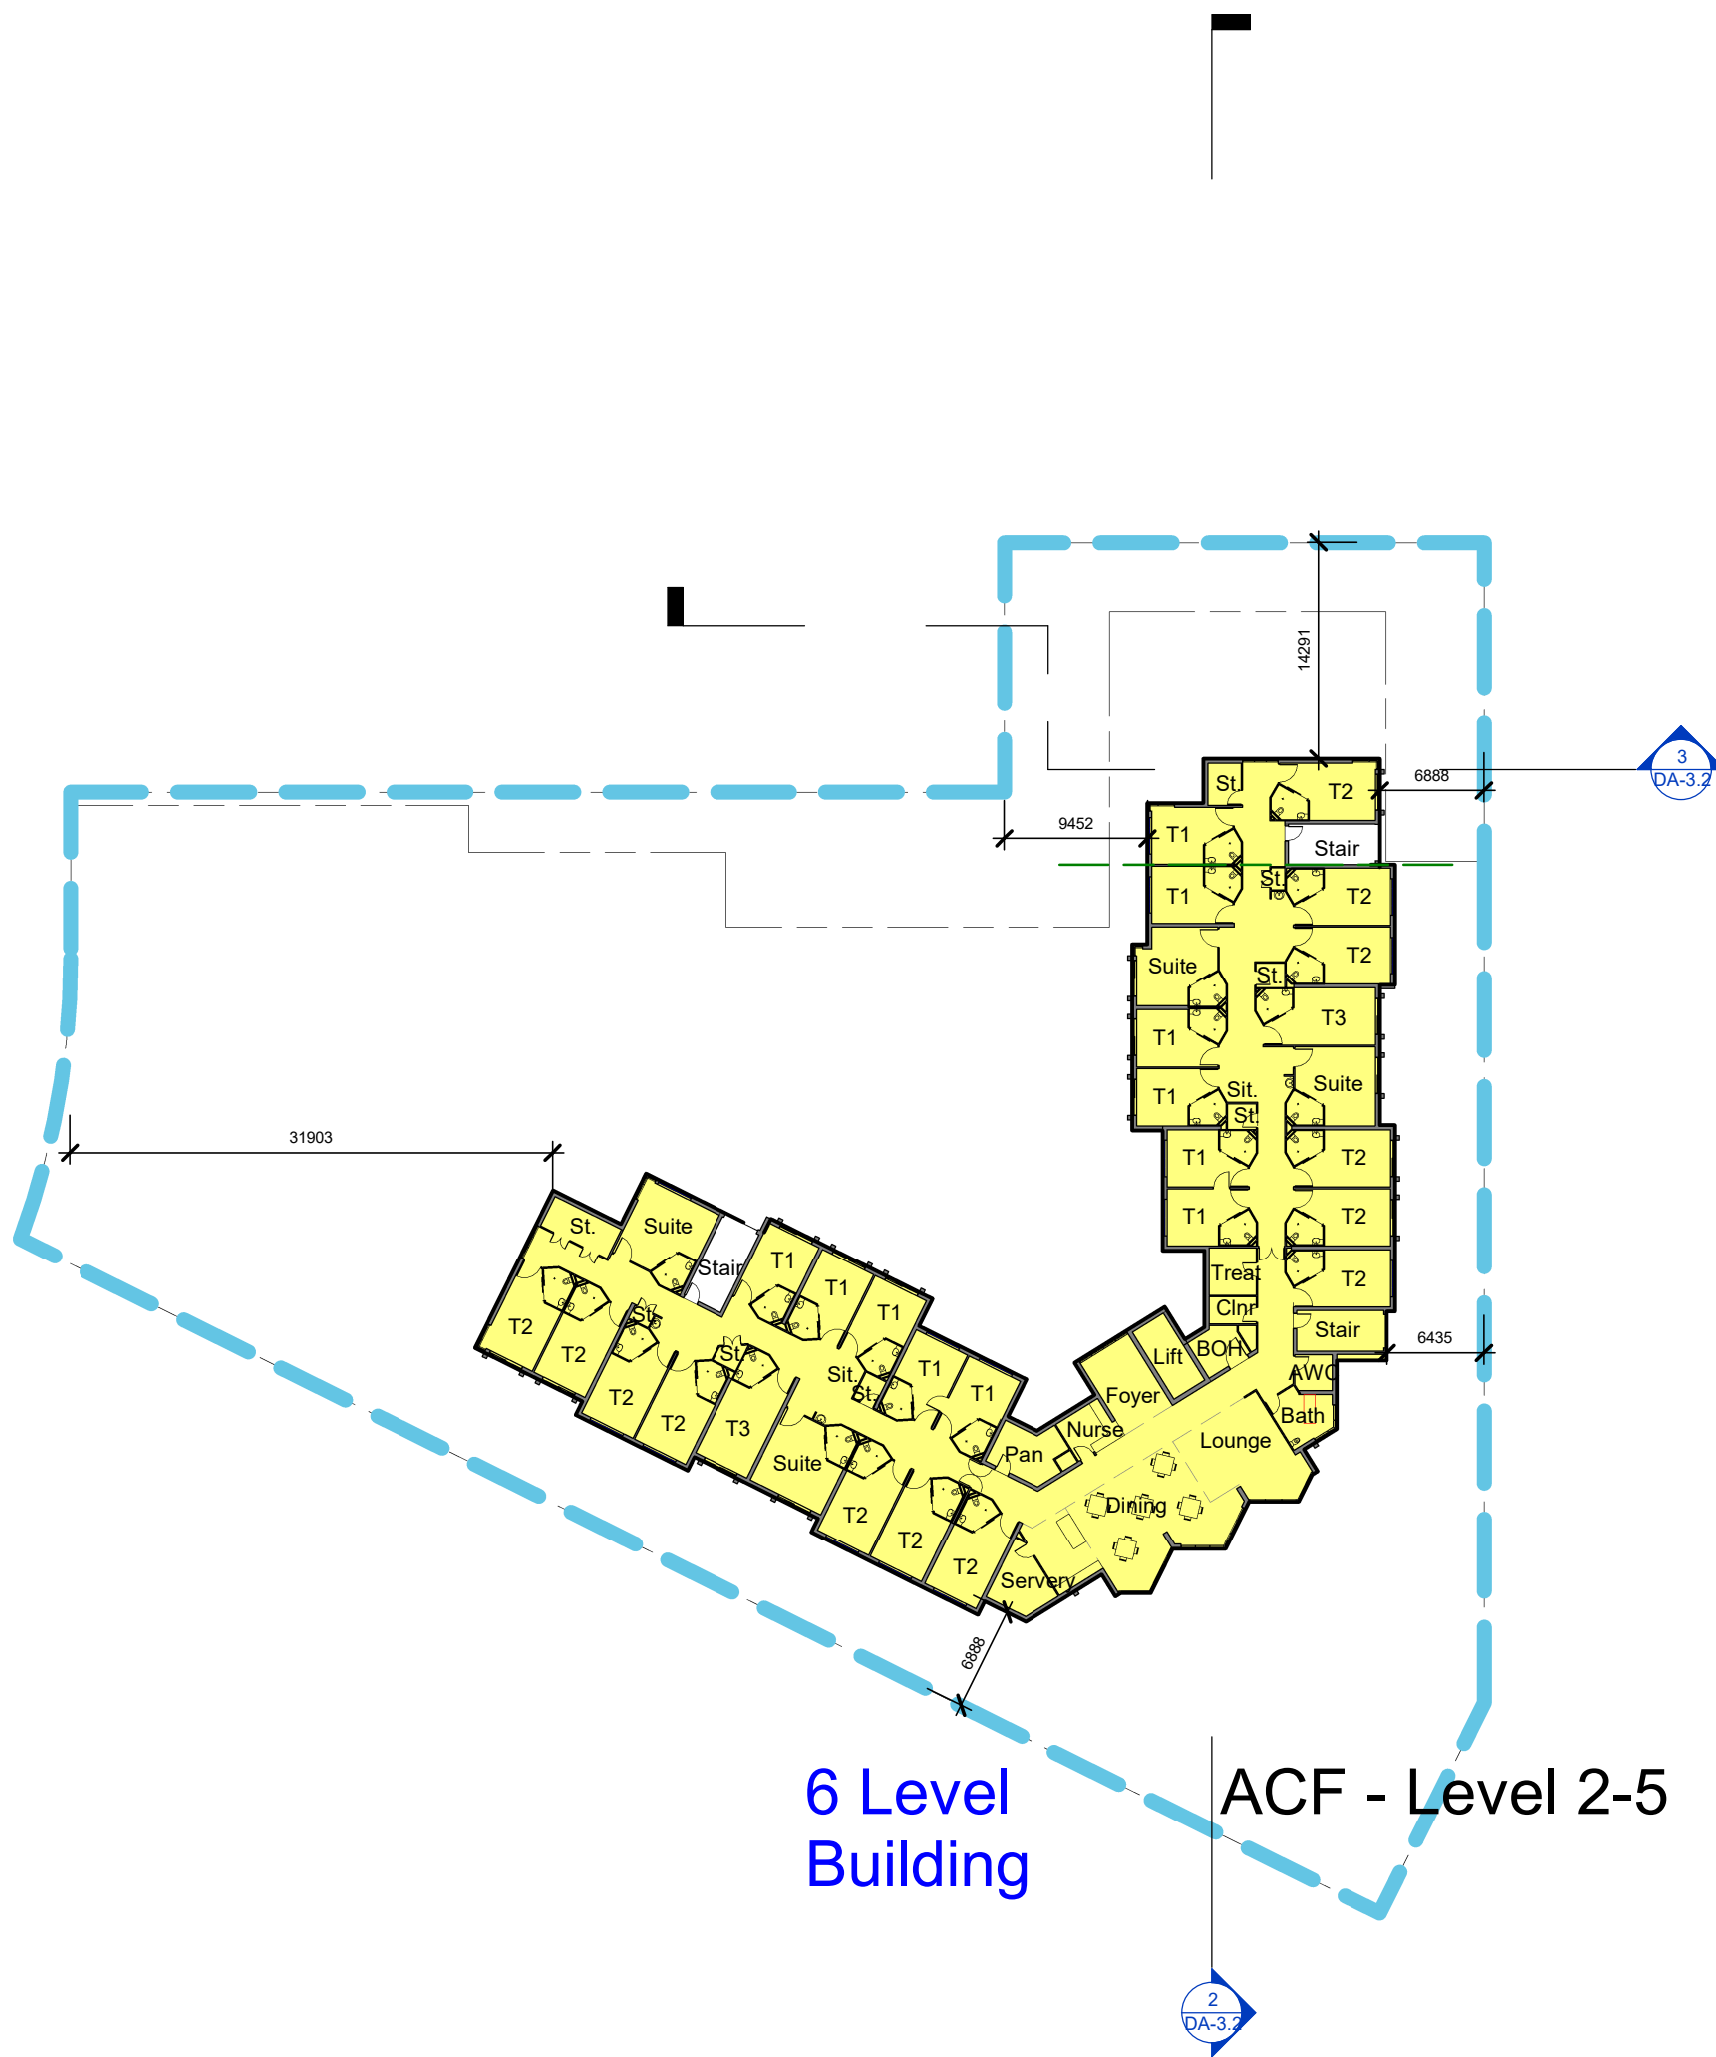 14291
3
DA-3.2
6888
St.
T2
9452
T1
Stair
St.
T1
T2
T2
Suite
St.
T3
T1
Suite
Sit.
T1
St.
31903
T1
T2
T1
T2
St.
Suite
T1
Stair
T1
Treat
T2
T1
Clnr
St.
T2
Stair
6435
BOH
Lift
T2
St.
T1
Sit.
AWC
St.
T1
Foyer
T2
Bath
T2
T3
Nurse
Lounge
Pan
Suite
Dining
T2
T2
T2
Servery
6888
6 Level
Building
ACF - Level 2-5
2
DA-3.2